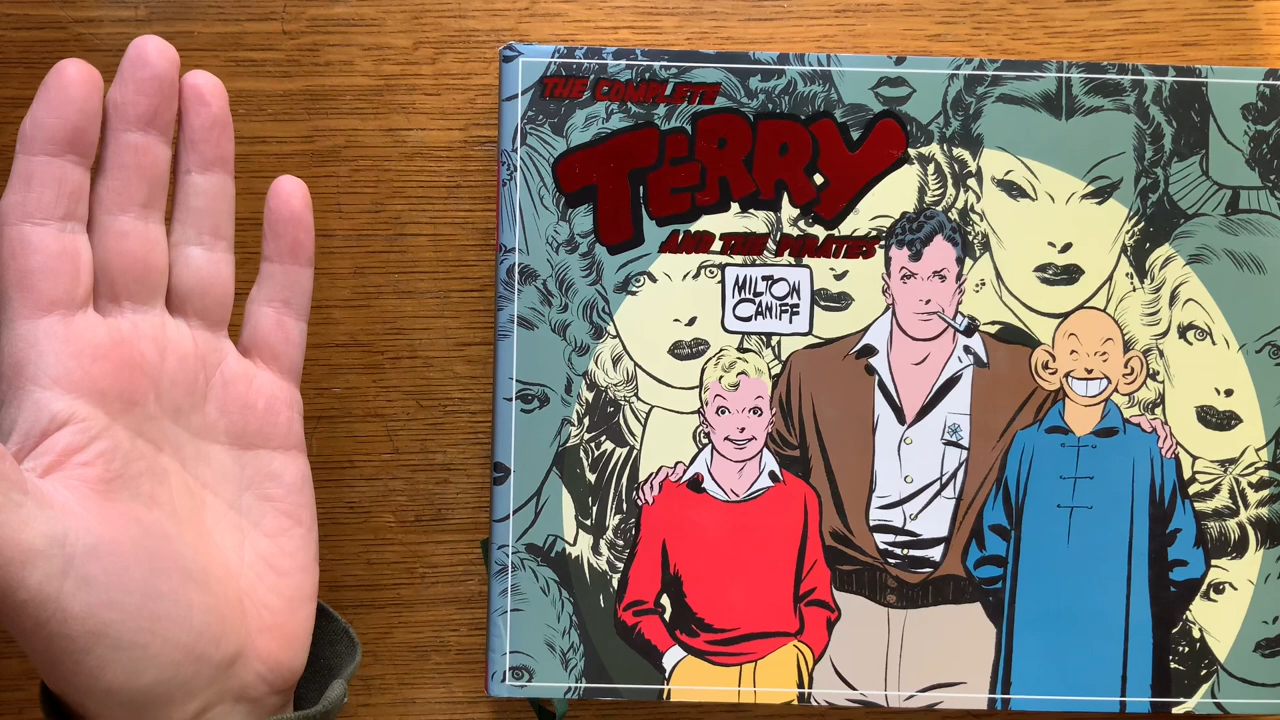 THE COMPLETE
TERRY
AND THE PIRATES
MILTON
CANIFF